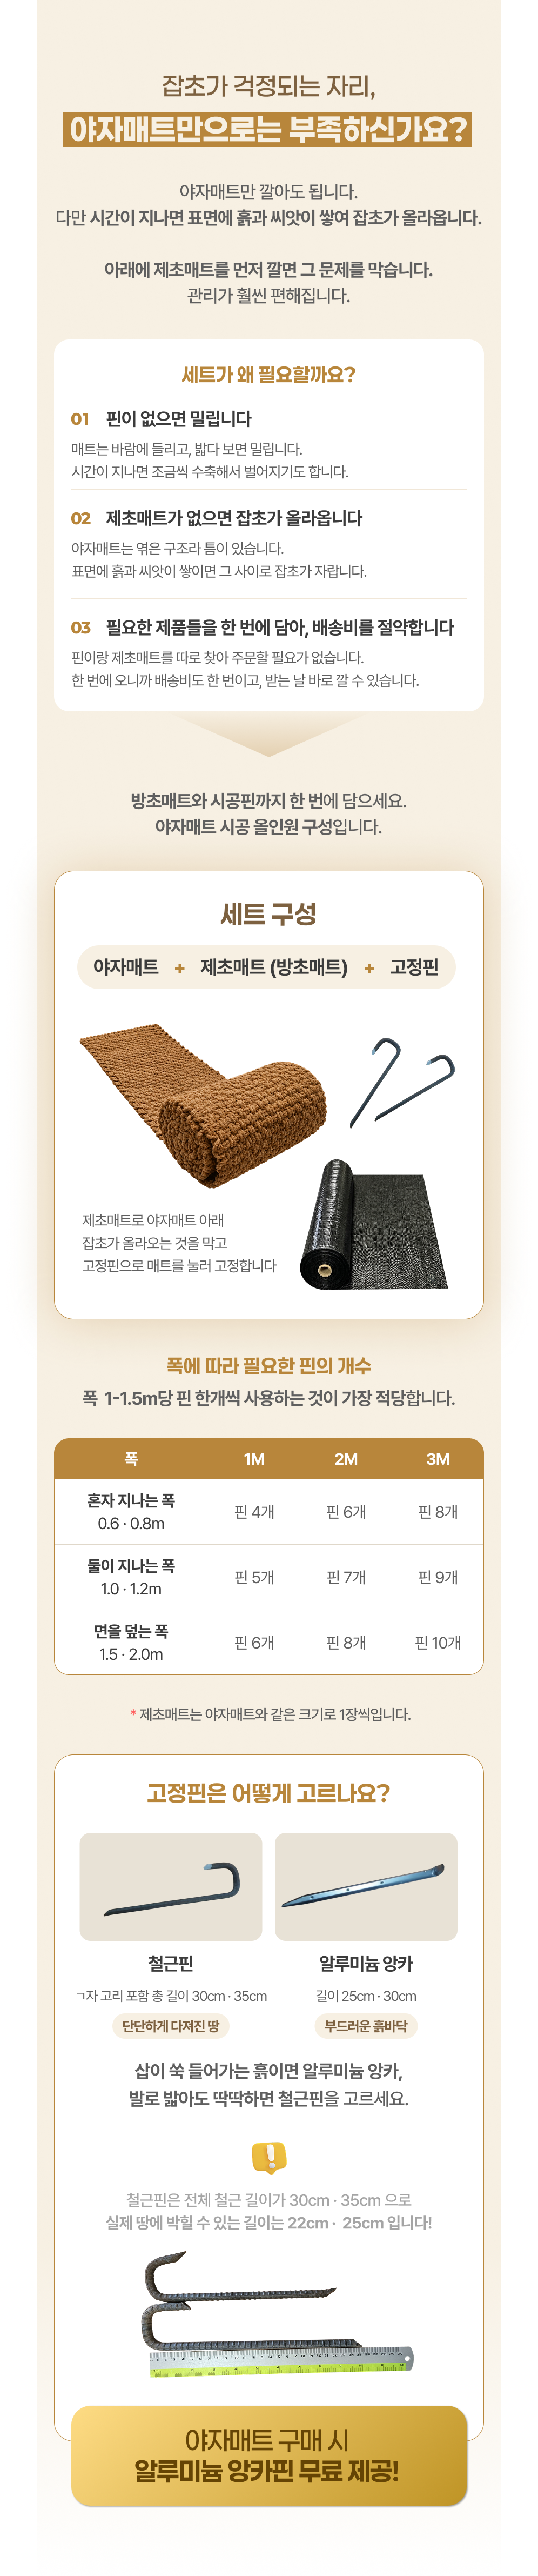 잡초가 걱정되는 자리,
야자매트만으로는 부족하신가요?
야자매트만 깔아도 됩니다.
다만 시간이 지나면 표면에 흙과 씨앗이 쌓여 잡초가 올라옵니다.
아래에 제초매트를 먼저 깔면 그 문제를 막습니다.
관리가 훨씬 편해집니다.
세트가 왜 필요할까요?
01 핀이 없으면 밀립니다
매트는 바람에 들리고, 밟다 보면 밀립니다.
시간이 지나면 조금씩 수축해서 벌어지기도 합니다.
02 제초매트가 없으면 잡초가 올라옵니다
야자매트는 엮은 구조라 틈이 있습니다.
표면에 흙과 씨앗이 쌓이면 그 사이로 잡초가 자랍니다.
03 필요한 제품들을 한 번에 담아, 배송비를 절약합니다
핀이랑 제초매트를 따로 찾아 주문할 필요가 없습니다.
한 번에 오니까 배송비도 한 번이고, 받는 날 바로 깔 수 있습니다.
방초매트와 시공핀까지 한 번에 담으세요.
야자매트 시공 올인원 구성입니다.
세트 구성
야자매트 + 제초매트 (방초매트) + 고정핀
제초매트로 야자매트 아래
잡초가 올라오는 것을 막고
고정핀으로 매트를 눌러 고정합니다
폭에 따라 필요한 핀의 개수
폭 1-1.5m당 핀 한개씩 사용하는 것이 가장 적당합니다.
폭 1M 2M 3M
혼자 지나는 폭
0.6 · 0.8m
핀 4개 핀 6개 핀 8개
둘이 지나는 폭
1.0 · 1.2m
핀 5개 핀 7개 핀 9개
면을 덮는 폭
1.5 · 2.0m
핀 6개 핀 8개 핀 10개
* 제초매트는 야자매트와 같은 크기로 1장씩입니다.
고정핀은 어떻게 고르나요?
철근핀 알루미늄 앙카
ㄱ자 고리 포함 총 길이 30cm · 35cm 길이 25cm · 30cm
단단하게 다져진 땅 부드러운 흙바닥
삽이 쑥 들어가는 흙이면 알루미늄 앙카,
발로 밟아도 딱딱하면 철근핀을 고르세요.
철근핀은 전체 철근 길이가 30cm · 35cm 으로
실제 땅에 박힐 수 있는 길이는 22cm · 25cm 입니다!
야자매트 구매 시
알루미늄 앙카핀 무료 제공!